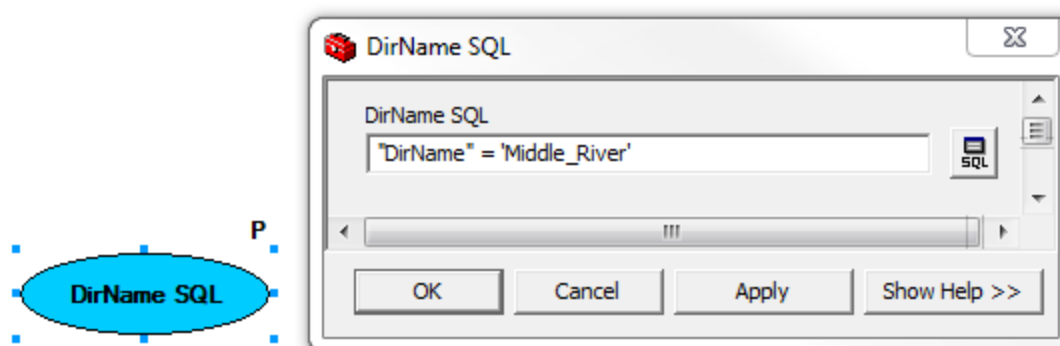 DirName SQL
DirName SQL
"DirName" = 'Middle_River'
SQL
P
DirName SQL
OK Cancel Apply Show Help >>